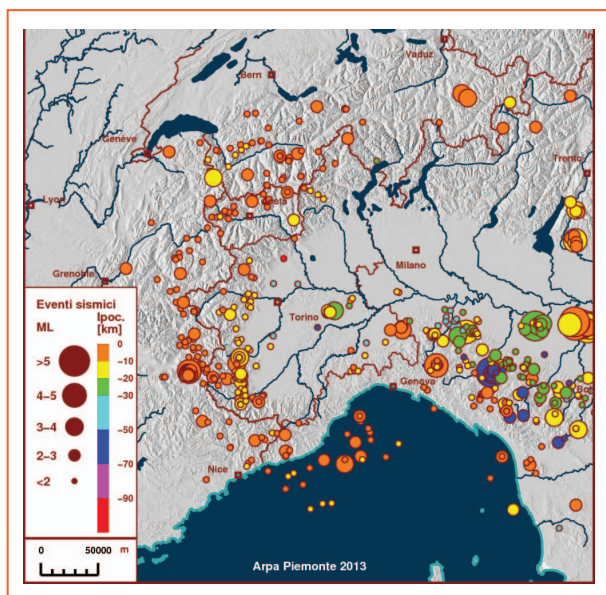 Vaduz
Bern
Genève
Trento
Lyon
Aosta
Milano
Grenoble
Torino
Genova
Nice
Eventi sismici
ML
Ipoc.
[km]
>5
4–5
3–4
2–3
<2
0
–10
–20
–30
–50
–70
–90
0 50000 m
Arpa Piemonte 2013